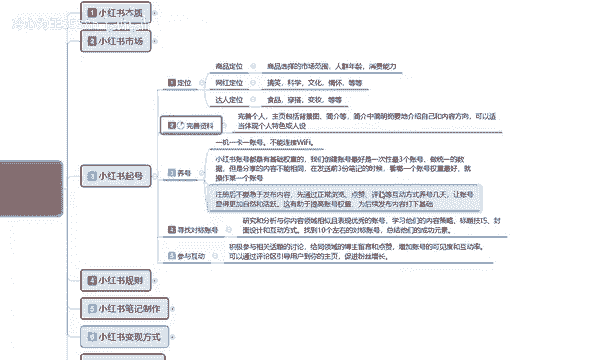 1 小红书本质
2 小红书市场
3 小红书起号
1 定位
商品定位
商品选择的市场范围，人群年龄，消费能力
网红定位
搞笑，科学，文化，情怀，等等
达人定位
食品，穿搭，变妆，等等
2 完善资料
完善个人，主页包括背景图、简介等，简介中简明扼要地介绍自己和内容方向，可以适
当体现个人特色或人设
3 养号
一机一卡一账号，不能连接WiFi。
小红书账号都最有基础权重的，我们创建账号最好是一次性最3个账号，做统一的数
据，但是分享的内容不能相同，在发送前3分笔记的时候，看哪一个账号权重最好，就
操作某一个账号
注册后不要急于发布内容，先通过正常浏览、点赞、评论等互动方式养号几天，让账号
显得更加自然和活跃。这有助于提高账号权重，为后续发布内容打下基础
4 寻找对标账号
研究和分析与你内容领域相似且表现优秀的账号，学习他们的内容策略、标题技巧、封
面设计和互动方式。找到10个左右的对标账号，总结他们的成功元素。
5 参与互动
积极参与相关话题的讨论，给同领域的博主留言和点赞，增加账号的可见度和互动率。
可以通过评论区引导用户到你的主页，促进粉丝增长。
4 小红书规则
5 小红书笔记制作
6 小红书变现方式